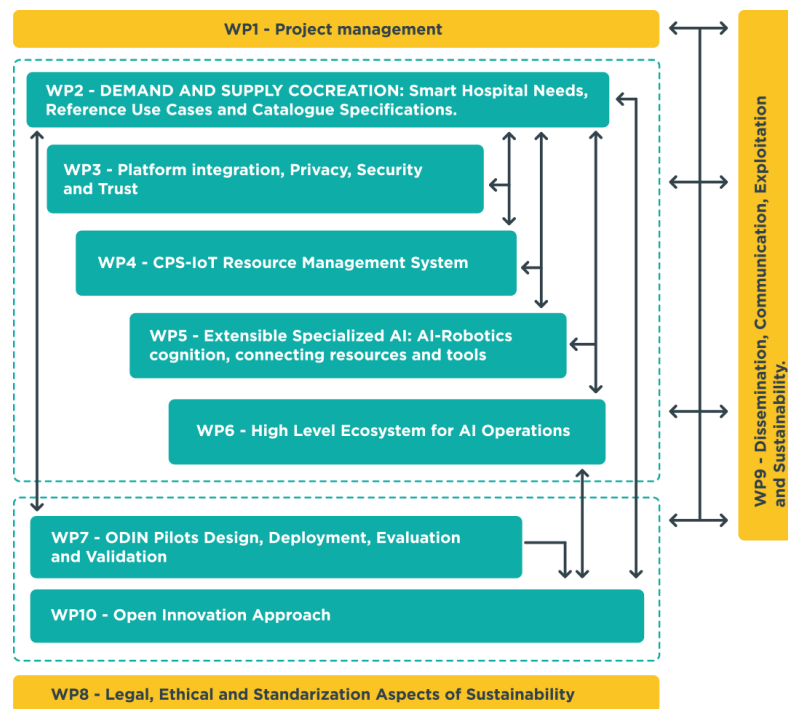 WP1 - Project management
WP2 - DEMAND AND SUPPLY COCREATION: Smart Hospital Needs,
Reference Use Cases and Catalogue Specifications.
WP3 - Platform integration, Privacy, Security
and Trust
WP4 - CPS-IoT Resource Management System
WP5 - Extensible Specialized AI: AI-Robotics
cognition, connecting resources and tools
WP6 - High Level Ecosystem for AI Operations
WP7 - ODIN Pilots Design, Deployment, Evaluation
and Validation
WP10 - Open Innovation Approach
WP8 - Legal, Ethical and Standarization Aspects of Sustainability
WP9 - Dissemination, Communication, Exploitation
and Sustainability.